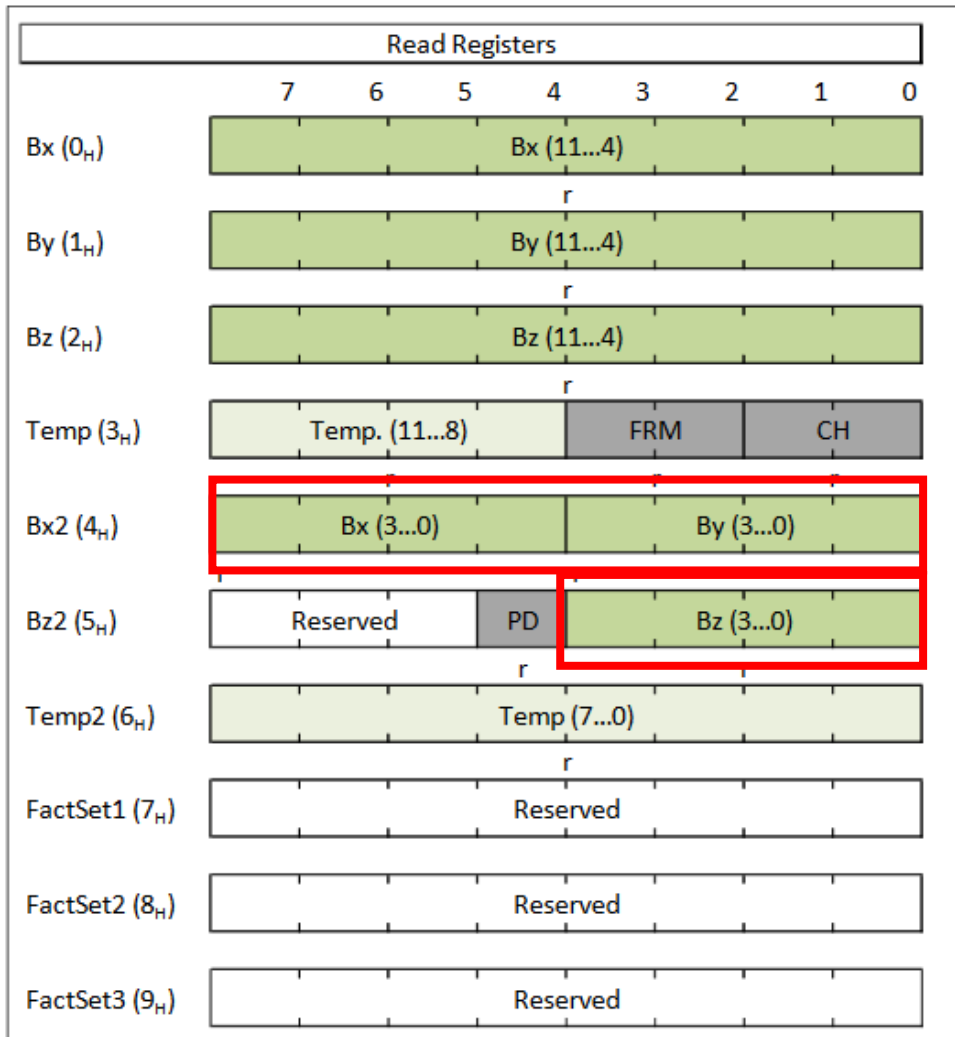 Read Registers
7 6 5 4 3 2 1 0
Bx (0H) Bx (11...4)
r
By (1H) By (11...4)
r
Bz (2H) Bz (11...4)
r
Temp (3H) Temp. (11...8) FRM CH
r r r
Bx2 (4H) Bx (3...0) By (3...0)
r r
Bz2 (5H) Reserved PD Bz (3...0)
r r
Temp2 (6H) Temp (7...0)
r
FactSet1 (7H) Reserved
FactSet2 (8H) Reserved
FactSet3 (9H) Reserved